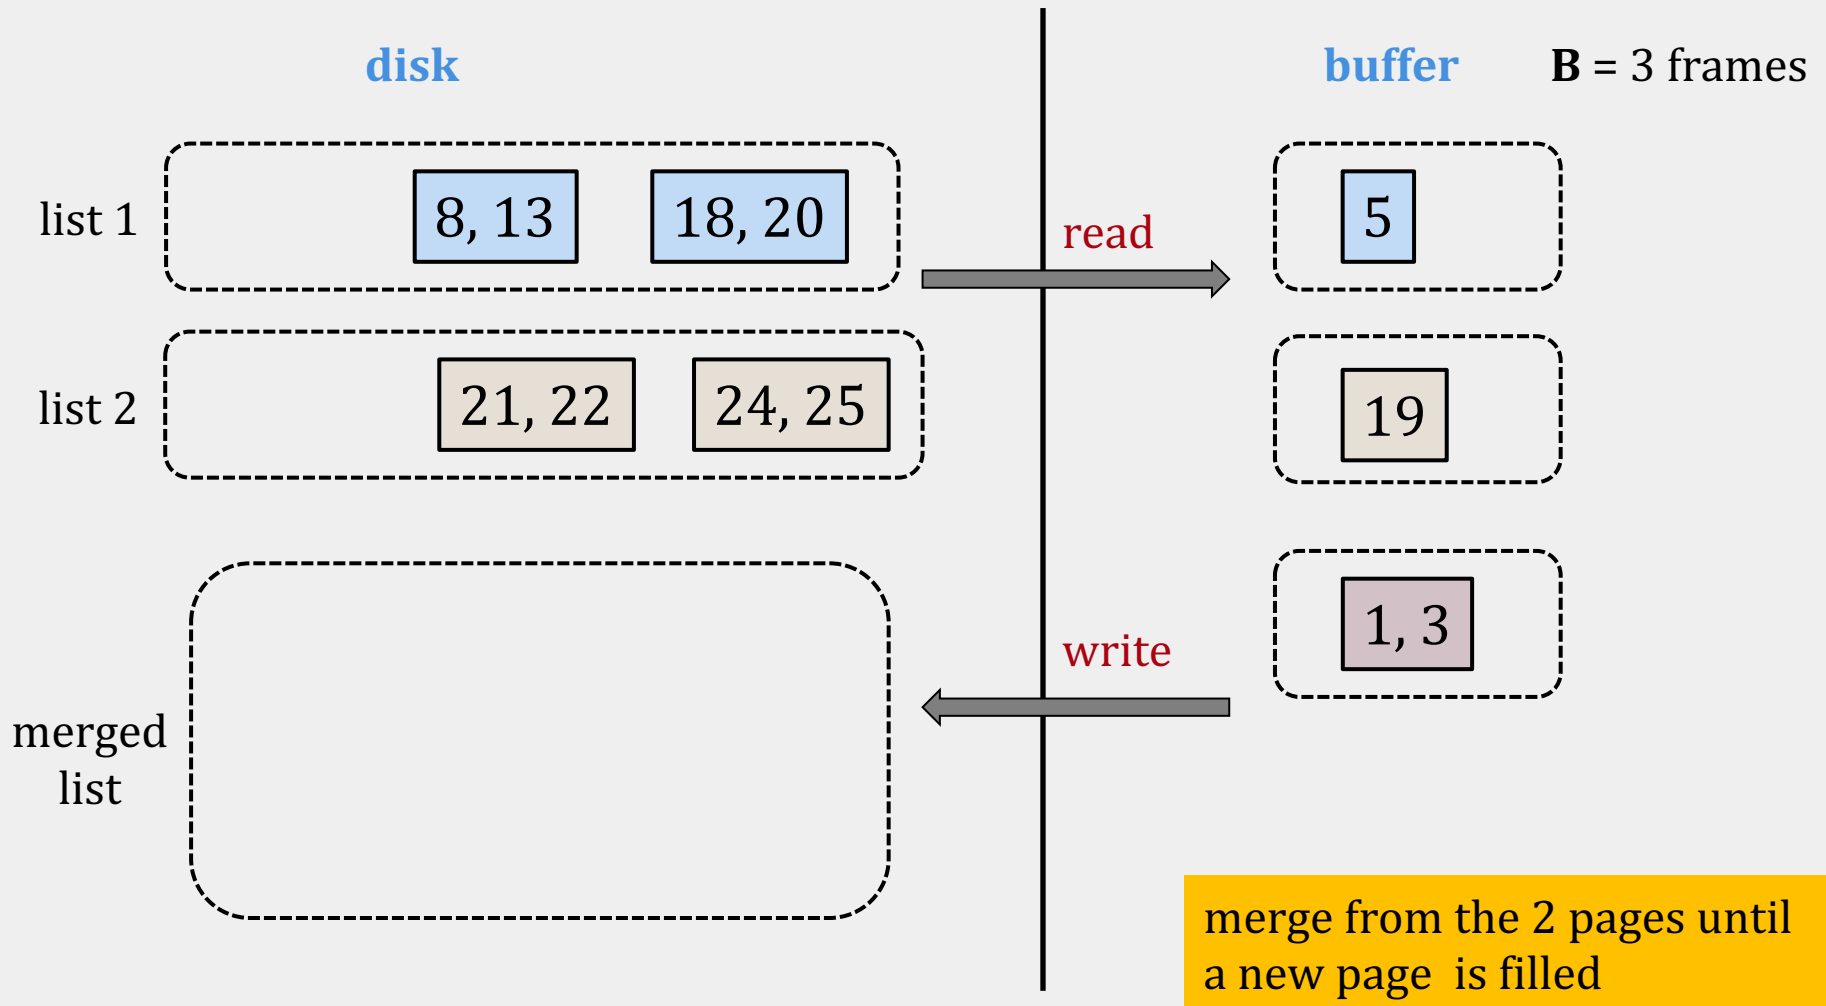 disk
buffer
B = 3 frames
list 1
8, 13
18, 20
read
5
list 2
21, 22
24, 25
19
1, 3
write
merged
list
merge from the 2 pages until
a new page is filled